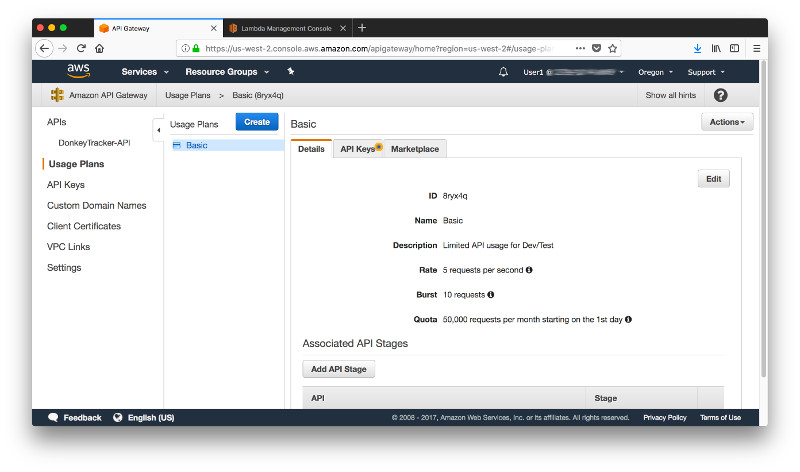 API Gateway
Lambda Management Console
https://us-west-2.console.aws.amazon.com/apigateway/home?region=us-west-2#/usage-plan
aws
Services
Resource Groups
User1 @
Oregon
Support
Amazon API Gateway
Usage Plans > Basic (8ryx4q)
Show all hints
?
APIs
DonkeyTracker-API
Usage Plans
API Keys
Custom Domain Names
Client Certificates
VPC Links
Settings
Usage Plans
Create
Basic
Basic
Actions
Details
API Keys
Marketplace
Edit
ID 8ryx4q
Name Basic
Description Limited API usage for Dev/Test
Rate 5 requests per second
Burst 10 requests
Quota 50,000 requests per month starting on the 1st day
Associated API Stages
Add API Stage
API Stage
Feedback English (US) © 2008 - 2017, Amazon Web Services, Inc. or its affiliates. All rights reserved. Privacy Policy Terms of Use